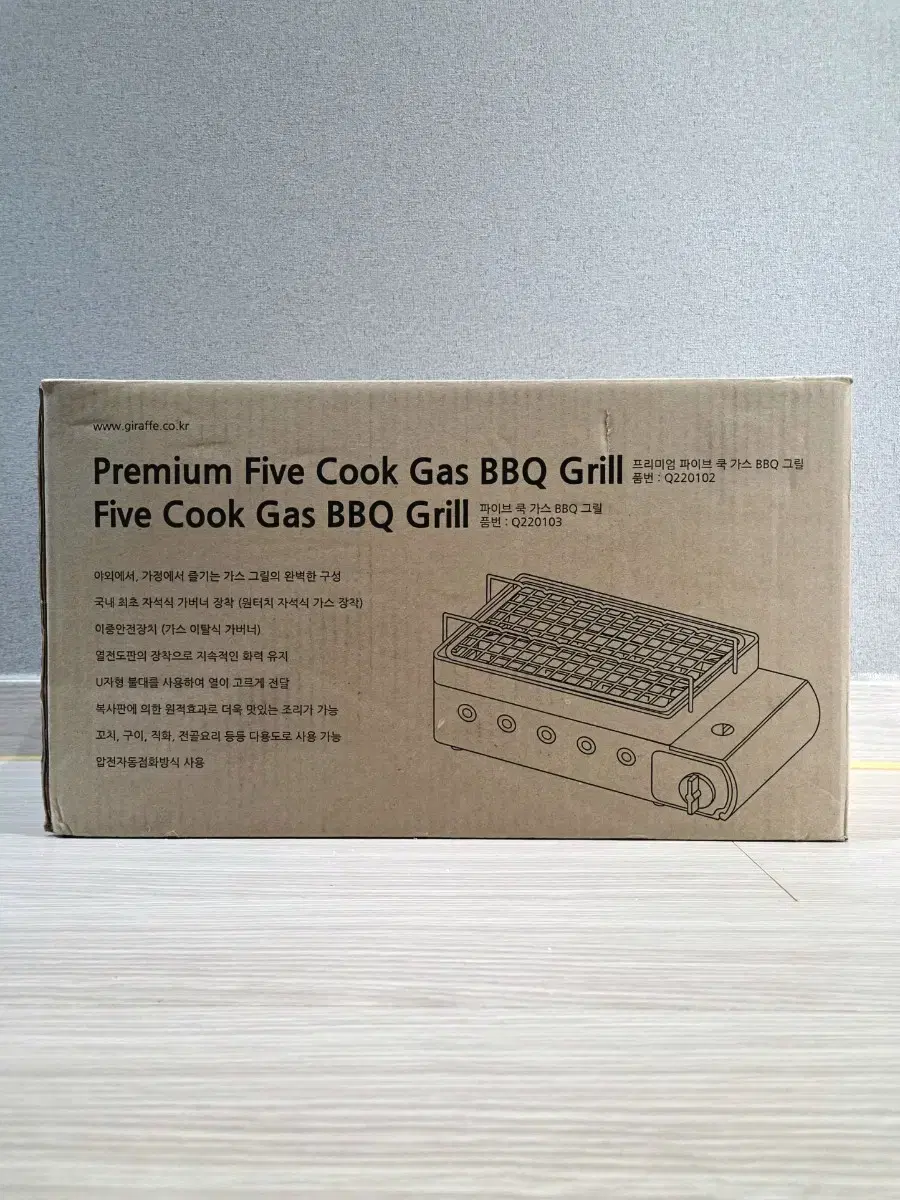 www.giraffe.co.kr
Premium Five Cook Gas BBQ Grill 프리미엄 파이브 쿡 가스 BBQ 그릴
품번 : Q220102
Five Cook Gas BBQ Grill 파이브 쿡 가스 BBQ 그릴
품번 : Q220103
야외에서, 가정에서 즐기는 가스 그릴의 완벽한 구성
국내 최초 자석식 가버너 장착 (원터치 자석식 가스 장착)
이중안전장치 (가스 이탈식 가버너)
열전도판의 장착으로 지속적인 화력 유지
U자형 불대를 사용하여 열이 고르게 전달
복사판에 의한 원적효과로 더욱 맛있는 조리가 가능
꼬치, 구이, 직화, 전골요리 등등 다용도로 사용 가능
압전자동점화방식 사용